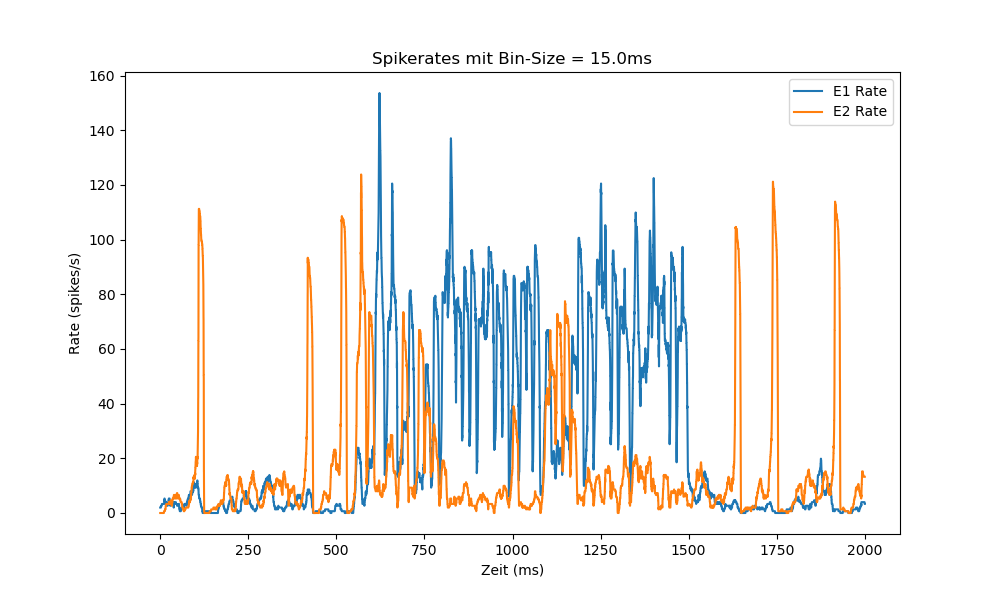 Spikerates mit Bin-Size = 15.0ms
E1 Rate
E2 Rate
Rate (spikes/s)
160
140
120
100
80
60
40
20
0
0 250 500 750 1000 1250 1500 1750 2000
Zeit (ms)